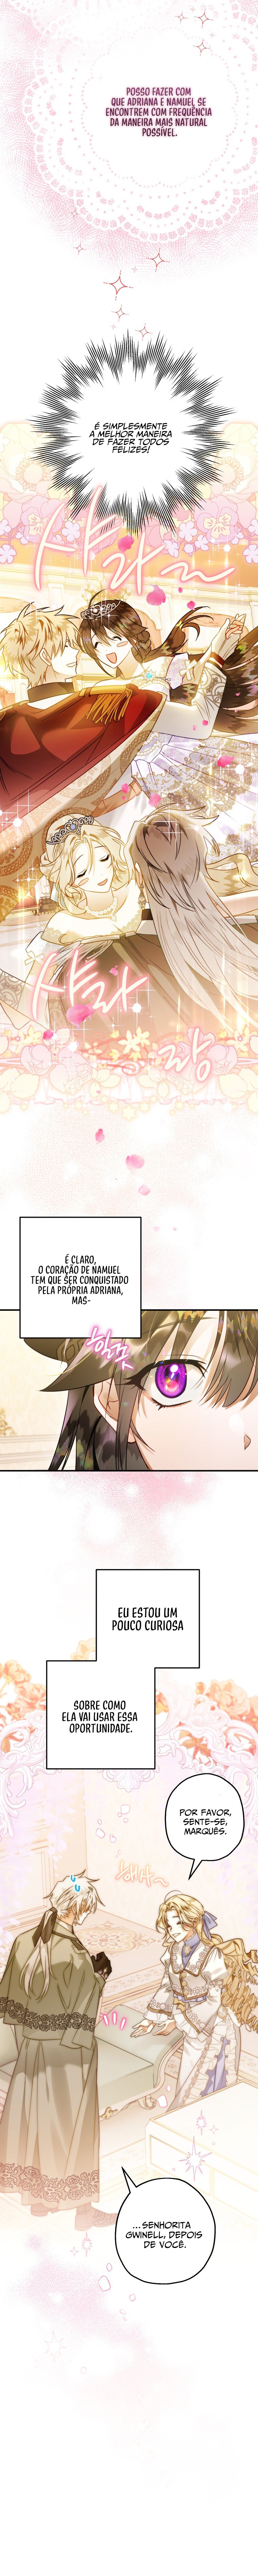 POSSO FAZER COM
QUE ADRIANA E NAMUEL SE
ENCONTREM COM FREQUÊNCIA
DA MANEIRA MAIS NATURAL
POSSÍVEL.
É SIMPLESMENTE
A MELHOR MANEIRA
DE FAZER TODOS
FELIZES!
샤라~
샤라
랑
É CLARO,
O CORAÇÃO DE NAMUEL
TEM QUE SER CONQUISTADO
PELA PRÓPRIA ADRIANA,
MAS-
힐끔
EU ESTOU UM
POUCO CURIOSA
SOBRE COMO
ELA VAI USAR ESSA
OPORTUNIDADE.
POR FAVOR,
SENTE-SE,
MARQUÊS.
...SENHORITA
GWINELL, DEPOIS
DE VOCÊ.